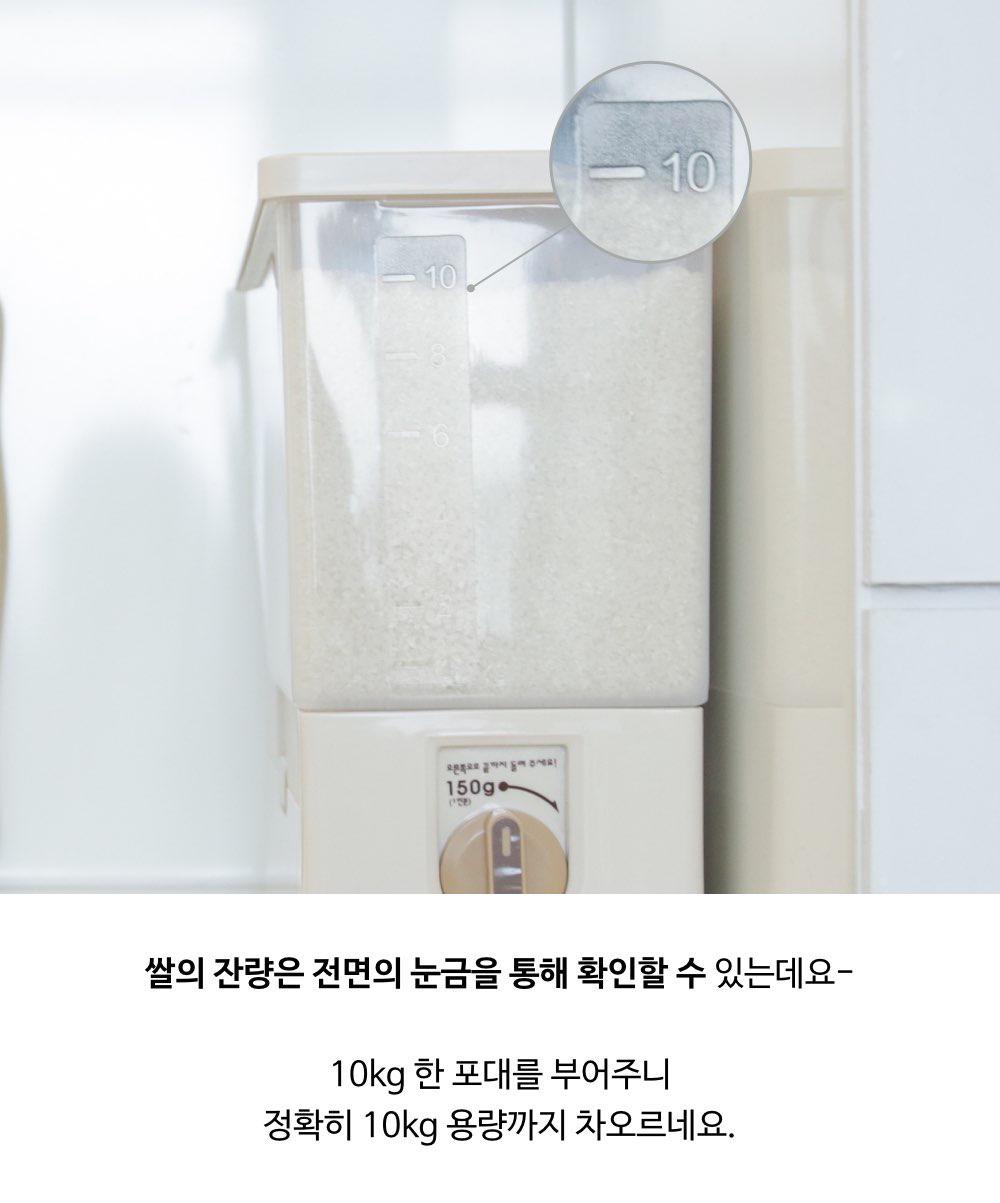 10
10
8
6
오른쪽으로 끝까지 돌려 주세요!
150g
(1인분)
쌀의 잔량은 전면의 눈금을 통해 확인할 수 있는데요-
10kg 한 포대를 부어주니
정확히 10kg 용량까지 차오르네요.